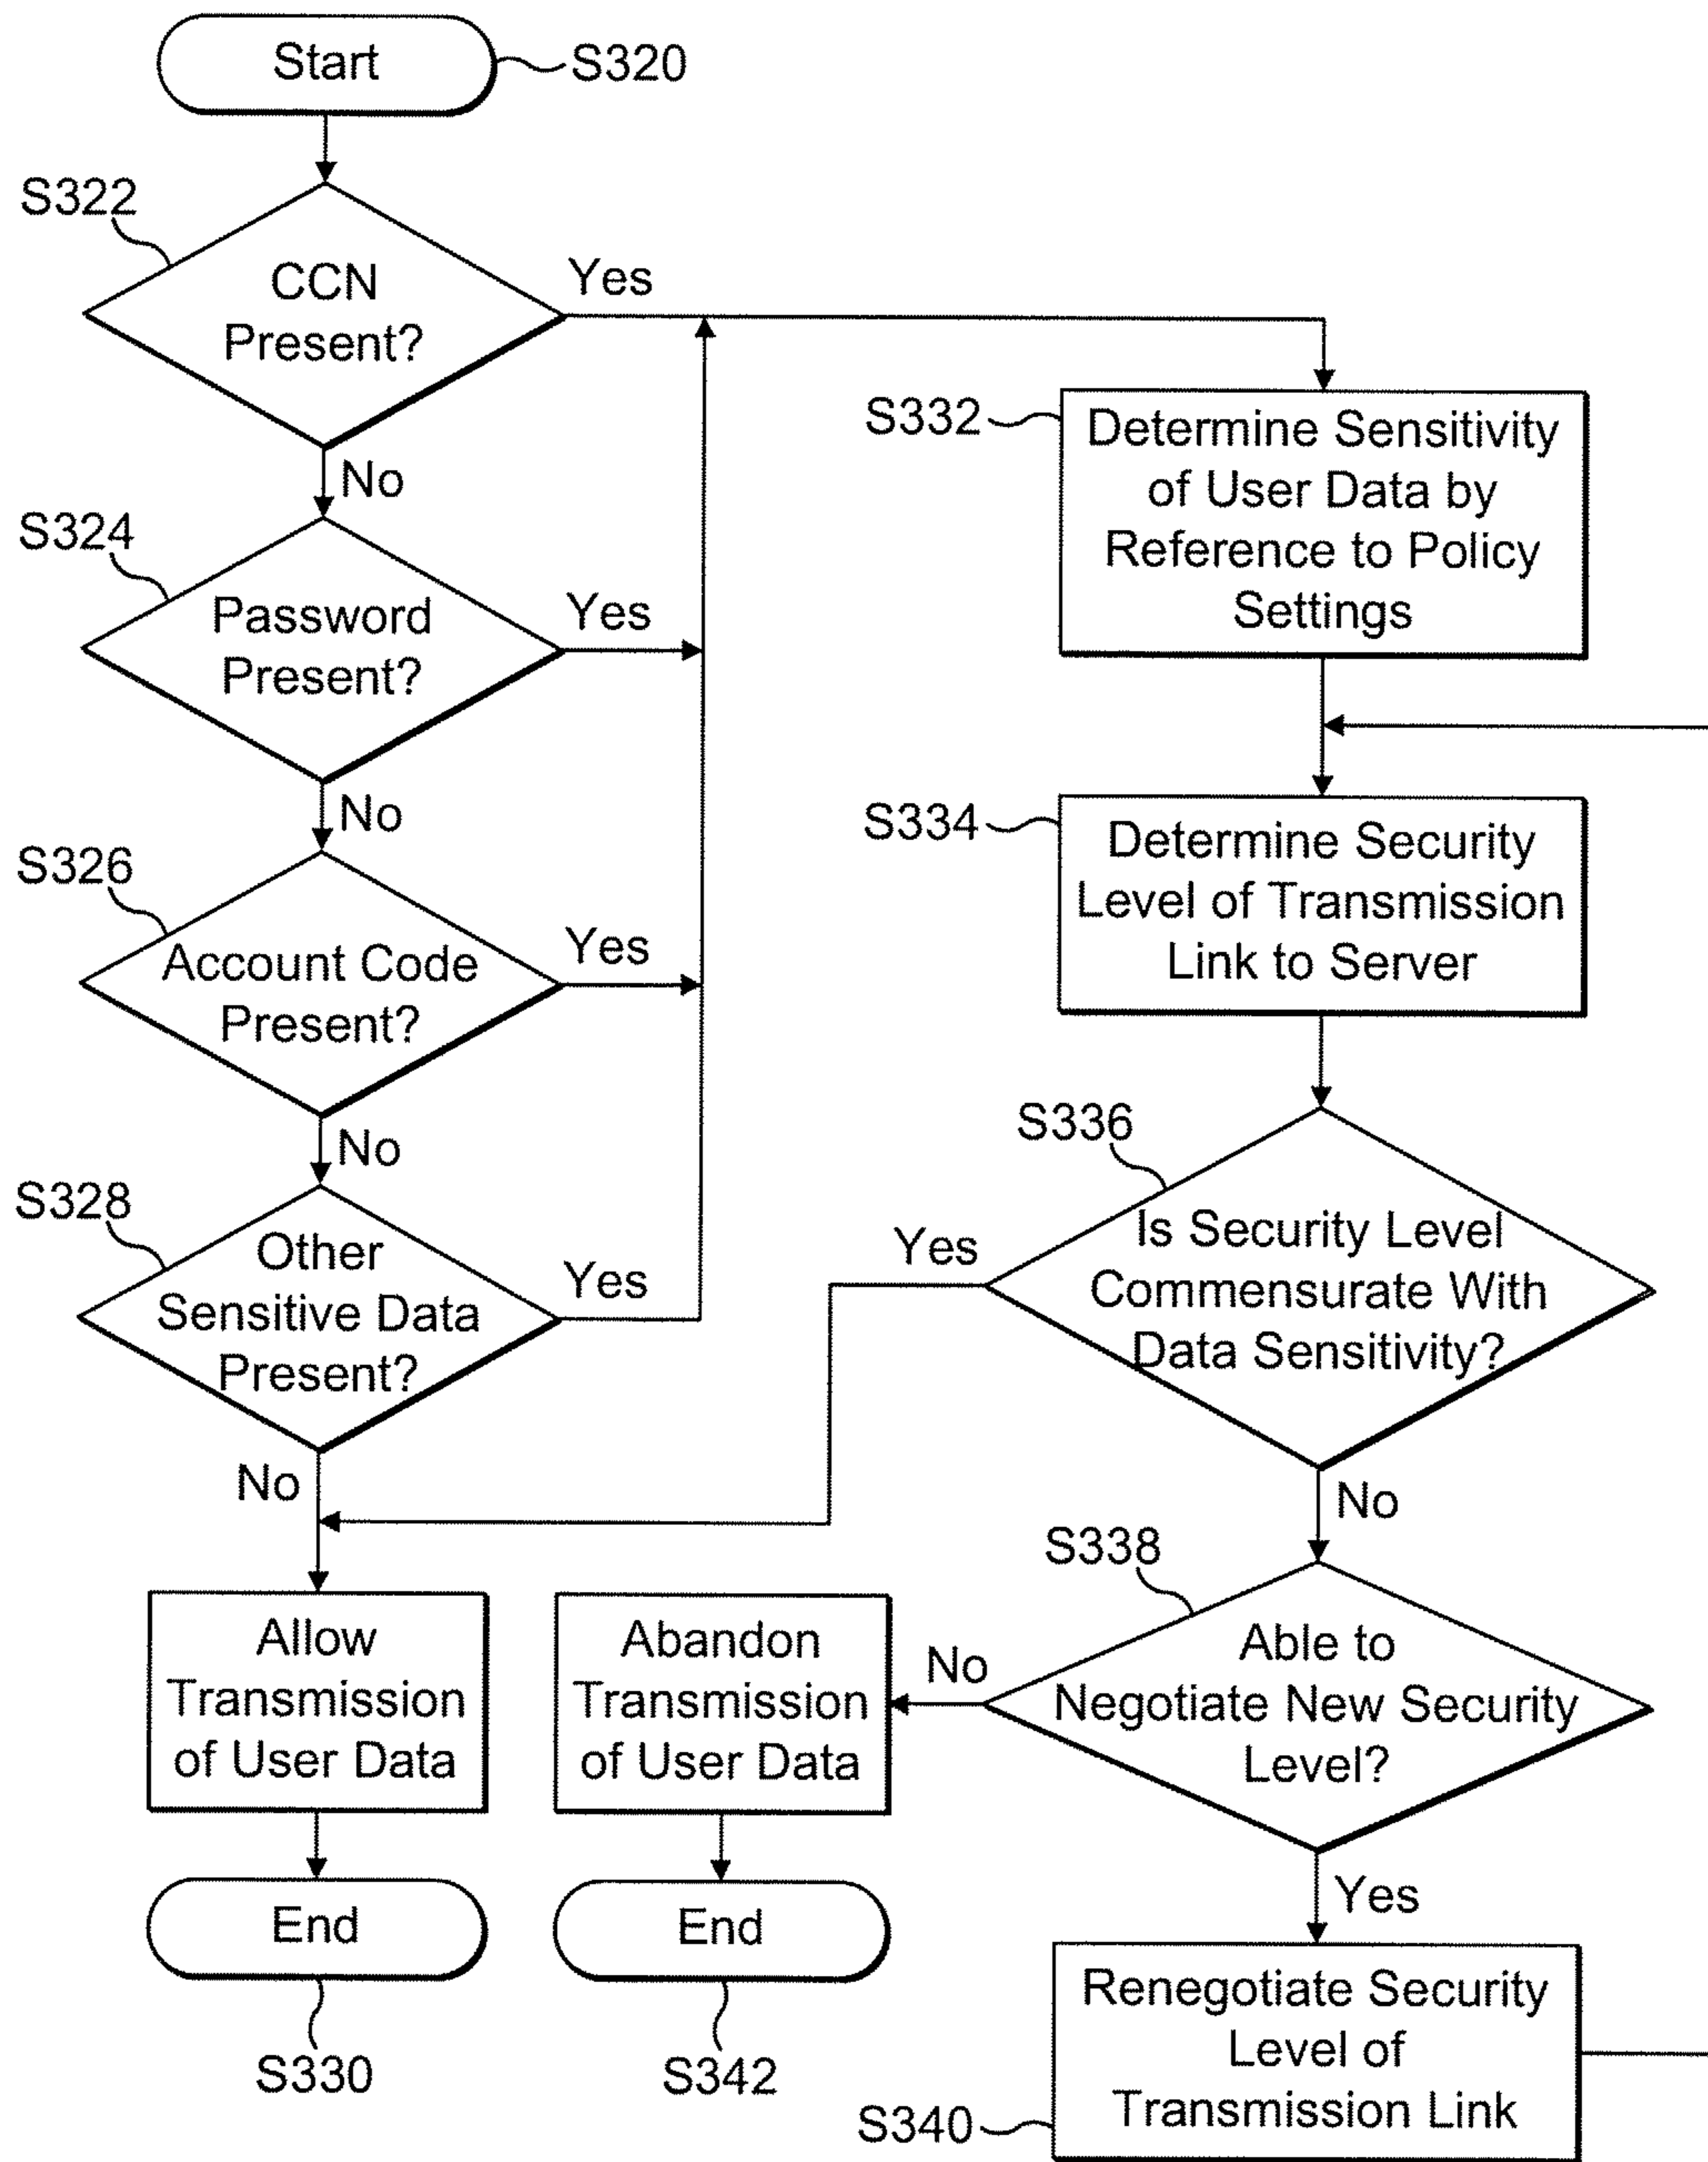 Start
S320
S322
CCN
Present?
Yes
No
S324
Password
Present?
Yes
No
S326
Account Code
Present?
Yes
No
S328
Other
Sensitive Data
Present?
Yes
No
Allow
Transmission
of User Data
End
S330
S332
Determine Sensitivity
of User Data by
Reference to Policy
Settings
S334
Determine Security
Level of Transmission
Link to Server
S336
Is Security Level
Commensurate With
Data Sensitivity?
Yes
No
S338
Able to
Negotiate New Security
Level?
No
Abandon
Transmission
of User Data
End
S342
Yes
Renegotiate Security
Level of
Transmission Link
S340